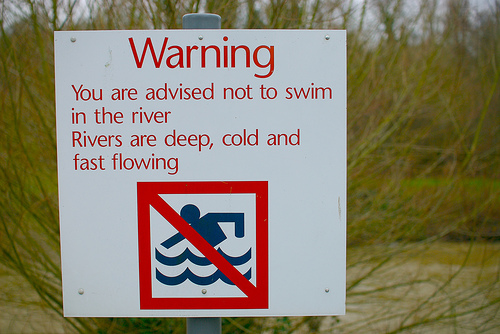 Warning
You are advised not to swim
in the river
Rivers are deep, cold and
fast flowing